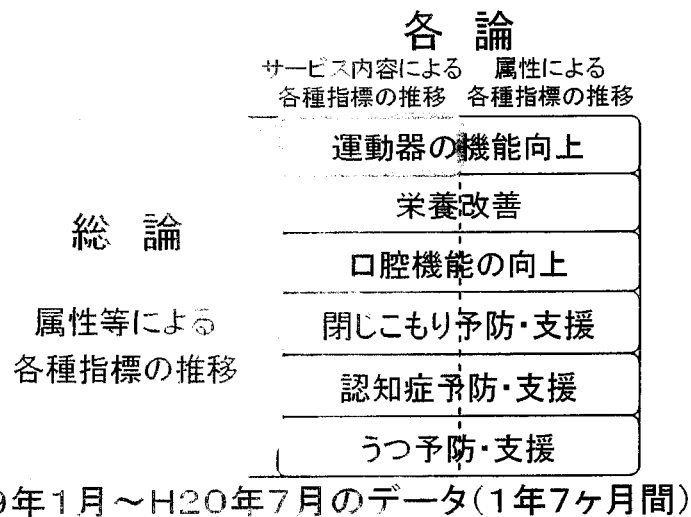 各 論
サービス内容による 属性による
各種指標の推移 各種指標の推移
運動器の機能向上
栄養改善
総 論
口腔機能の向上
属性等による
閉じこもり予防・支援
各種指標の推移
認知症予防・支援
うつ予防・支援
9年1月～H20年7月のデータ(1年7ヶ月間)